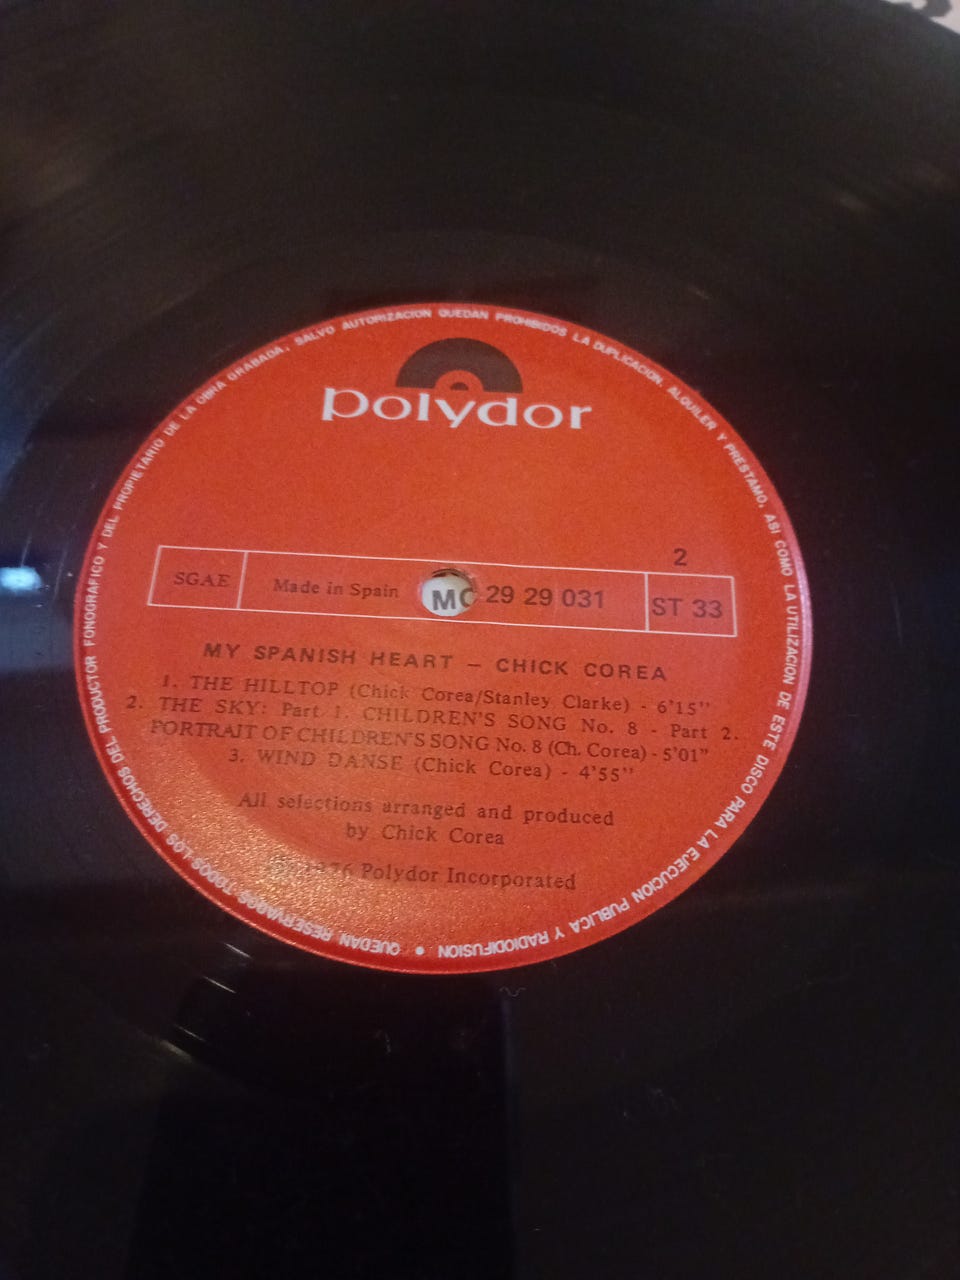 polydor
2
SGAE
Made in Spain
MC 29 29 031
ST 33
MY SPANISH HEART – CHICK COREA
1. THE HILLTOP (Chick Corea/Stanley Clarke) - 6'15"
2. THE SKY: Part 1. CHILDREN'S SONG No. 8 - Part 2.
PORTRAIT OF CHILDREN'S SONG No. 8 (Ch. Corea) - 5'01"
3. WIND DANSE (Chick Corea) - 4'55"
All selections arranged and produced
by Chick Corea
1976 Polydor Incorporated
QUEDAN RESERVADOS TODOS LOS DERECHOS DEL PRODUCTOR FONOGRAFICO Y DEL PROPIETARIO DE LA OBRA GRABADA. SALVO AUTORIZACION QUEDAN PROHIBIDOS LA DUPLICACION, ALQUILER Y PRESTAMO, ASI COMO LA UTILIZACION DE ESTE DISCO PARA LA EJECUCION PUBLICA Y RADIODIFUSION •